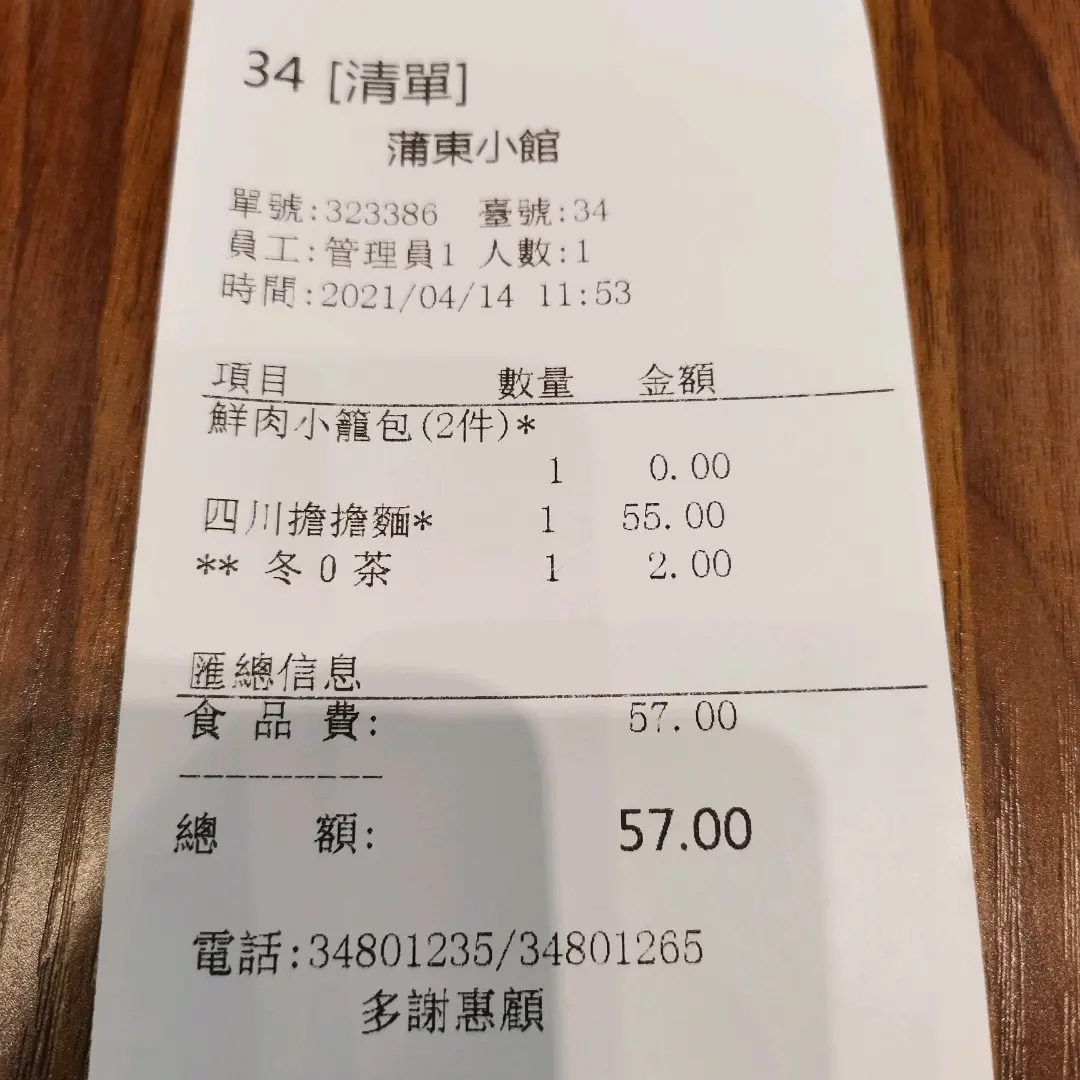 34 [清單]
蒲東小館
單號:323386 臺號:34
員工:管理員1 人數:1
時間:2021/04/14 11:53
項目 數量 金額
鮮肉小籠包(2件)*
1 0.00
四川擔擔麵* 1 55.00
** 冬 0 茶 1 2.00
匯總信息
食 品 費: 57.00
---------
總 額: 57.00
電話:34801235/34801265
多謝惠顧